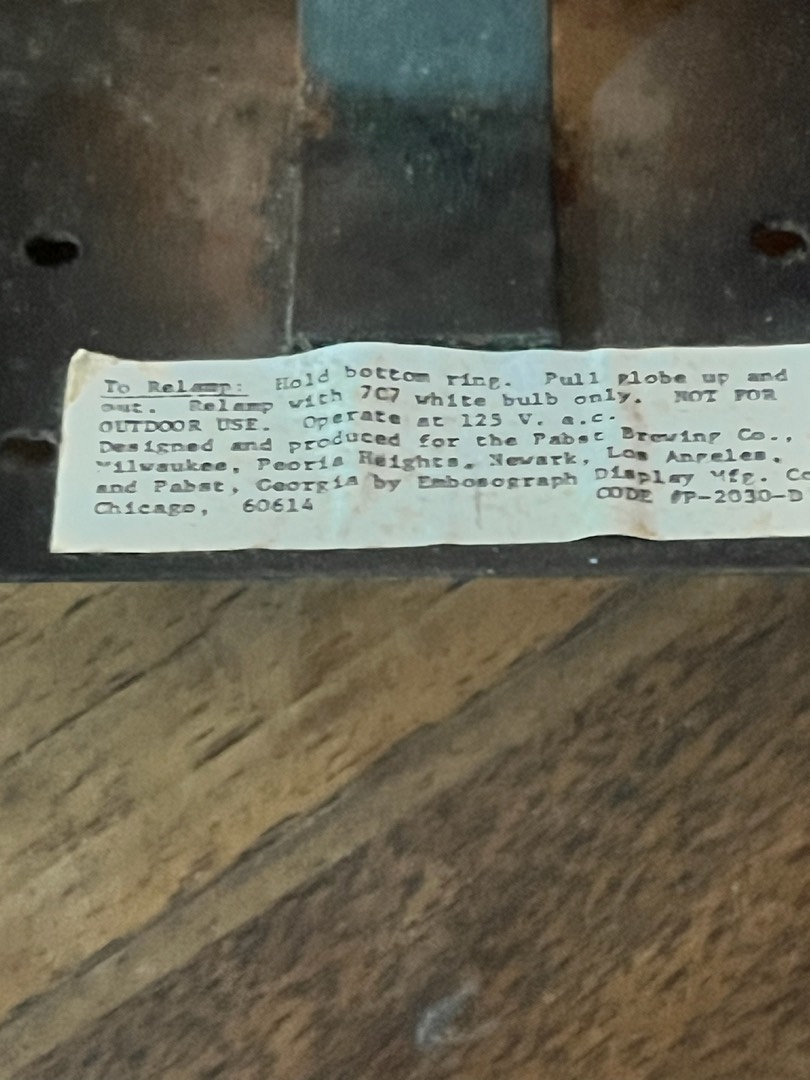 To Relamp: Hold bottom ring. Pull globe up and
out. Relamp with 7C7 white bulb only. NOT FOR
OUTDOOR USE. Operate at 125 V. a.c.
Designed and produced for the Pabst Brewing Co.,
Milwaukee, Peoria Heights, Newark, Los Angeles,
and Pabst, Georgia by Embosograph Display Mfg. Co
Chicago, 60614 CODE #P-2030-D